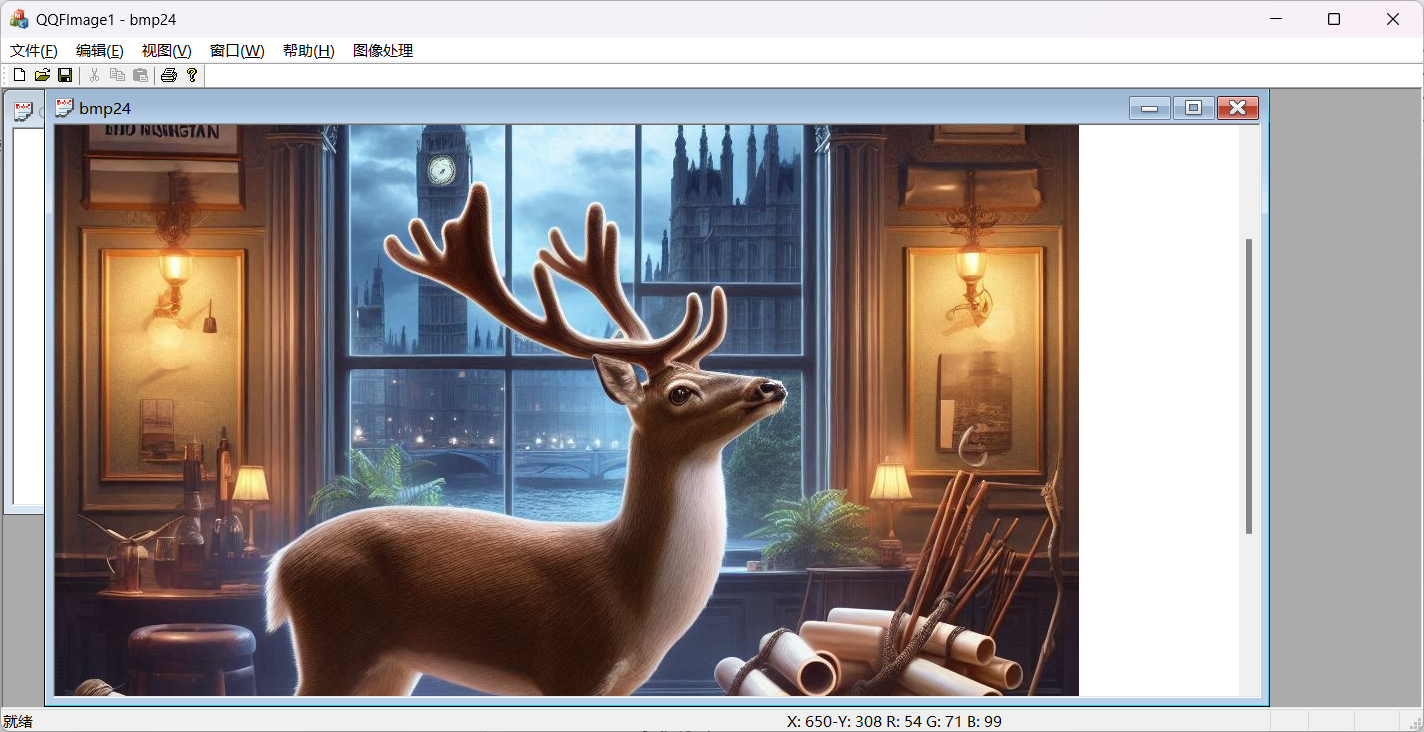 QQFImage1 - bmp24
文件(F) 编辑(E) 视图(V) 窗口(W) 帮助(H) 图像处理
bmp24
就绪 X: 650-Y: 308 R: 54 G: 71 B: 99